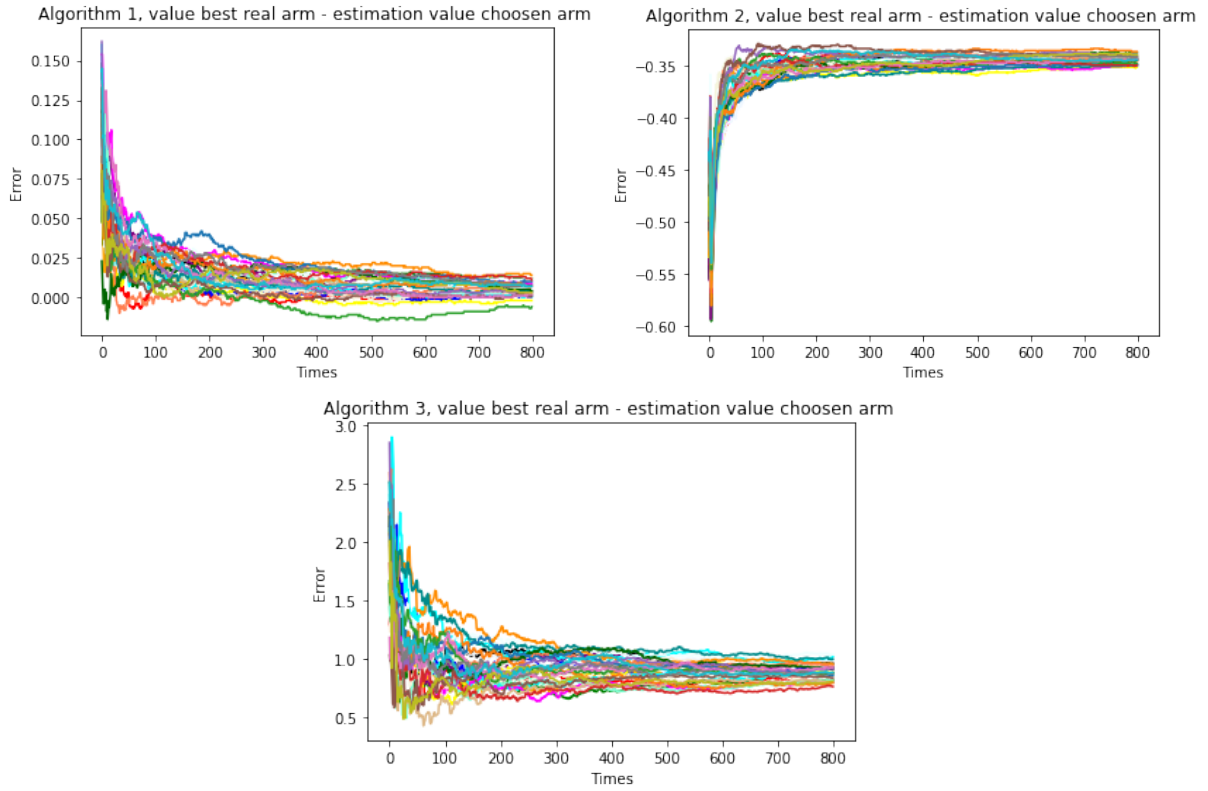 Algorithm 1, value best real arm - estimation value choosen arm
0.150
0.125
0.100
0.075
0.050
0.025
0.000
Error
0 100 200 300 400 500 600 700 800
Times
Algorithm 2, value best real arm - estimation value choosen arm
−0.35
−0.40
−0.45
−0.50
−0.55
−0.60
Error
0 100 200 300 400 500 600 700 800
Times
Algorithm 3, value best real arm - estimation value choosen arm
3.0
2.5
2.0
1.5
1.0
0.5
Error
0 100 200 300 400 500 600 700 800
Times